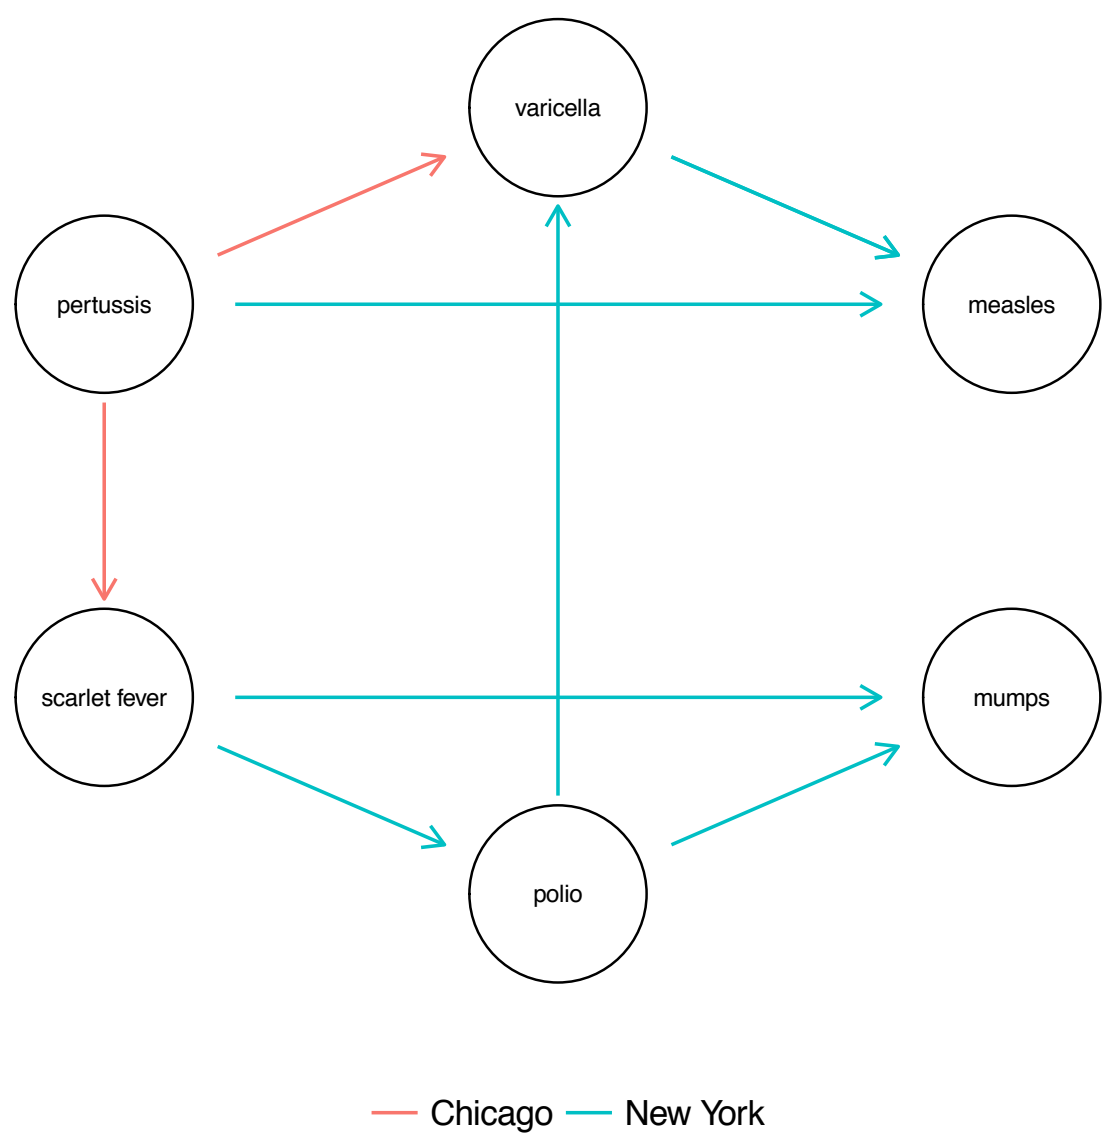 varicella
pertussis
measles
scarlet fever
mumps
polio
Chicago New York